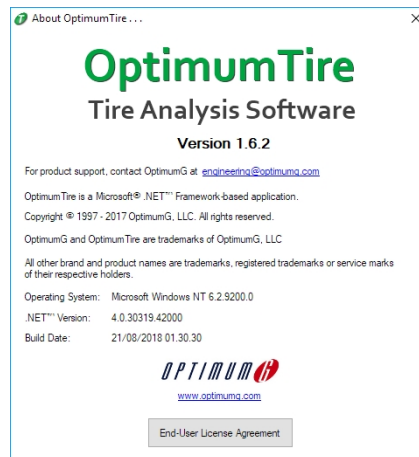 About OptimumTire . . .
OptimumTire
Tire Analysis Software
Version 1.6.2
For product support, contact OptimumG at engineering@optimumg.com
OptimumTire is a Microsoft® .NET™ Framework-based application.
Copyright © 1997 - 2017 OptimumG, LLC. All rights reserved.
OptimumG and OptimumTire are trademarks of OptimumG, LLC
All other brand and product names are trademarks, registered trademarks or service marks
of their respective holders.
Operating System: Microsoft Windows NT 6.2.9200.0
.NET™ Version: 4.0.30319.42000
Build Date: 21/08/2018 01.30.30
OPTIMUM G
www.optimumg.com
End-User License Agreement